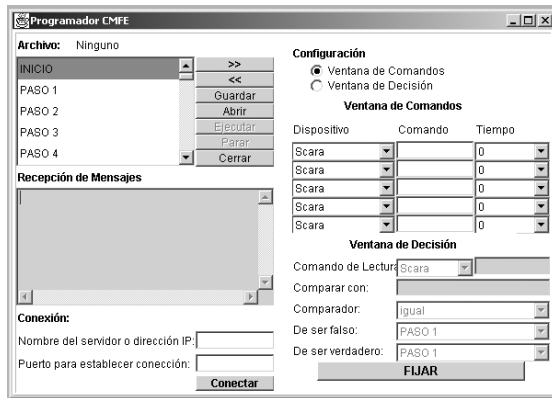 Programador CMFE
Archivo: Ninguno
INICIO
PASO 1
PASO 2
PASO 3
PASO 4
>>
<<
Guardar
Abrir
Ejecutar
Parar
Cerrar
Recepción de Mensajes
Conexión:
Nombre del servidor o dirección IP:
Puerto para establecer conección:
Conectar
Configuración
Ventana de Comandos
Ventana de Decisión
Ventana de Comandos
Dispositivo Comando Tiempo
Scara 0
Scara 0
Scara 0
Scara 0
Scara 0
Ventana de Decisión
Comando de Lectura Scara
Comparar con:
Comparador: igual
De ser falso: PASO 1
De ser verdadero: PASO 1
FIJAR